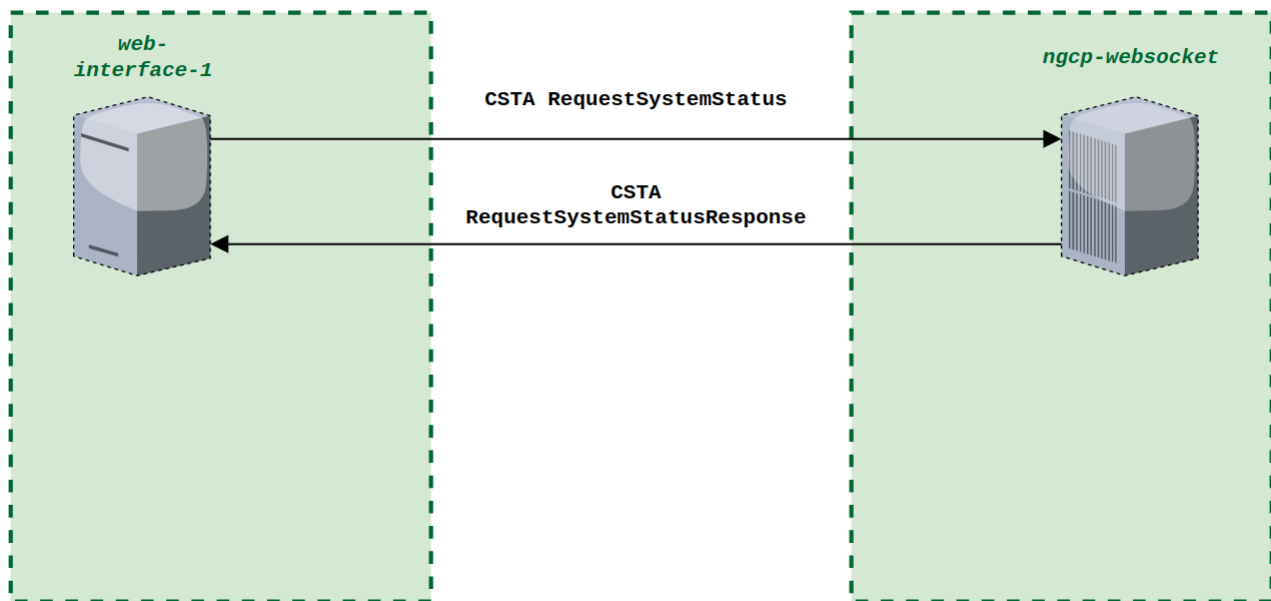 web-
interface-1
ngcp-websocket
CSTA RequestSystemStatus
CSTA
RequestSystemStatusResponse